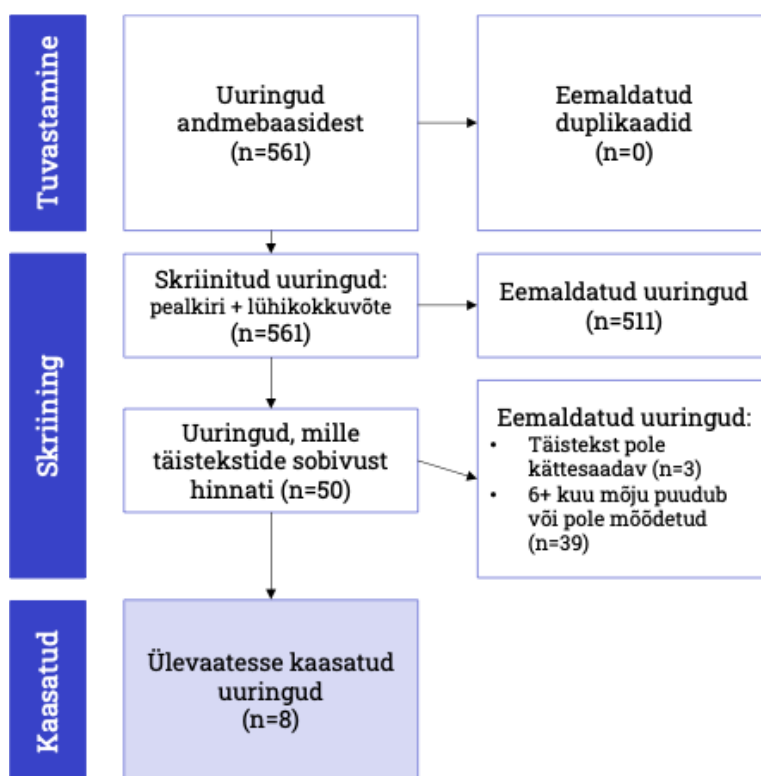 Tuvastamine
Uuringud
andmebaasidest
(n=561)
Eemaldatud
duplikaadid
(n=0)
Skriining
Skriinitud uuringud:
pealkiri + lühikokkuvõte
(n=561)
Eemaldatud uuringud
(n=511)
Uuringud, mille
täistekstide sobivust
hinnati (n=50)
Eemaldatud uuringud:
• Täistekst pole
kättesaadav (n=3)
• 6+ kuu mõju puudub
või pole mõõdetud
(n=39)
Kaasatud
Ülevaatesse kaasatud
uuringud
(n=8)